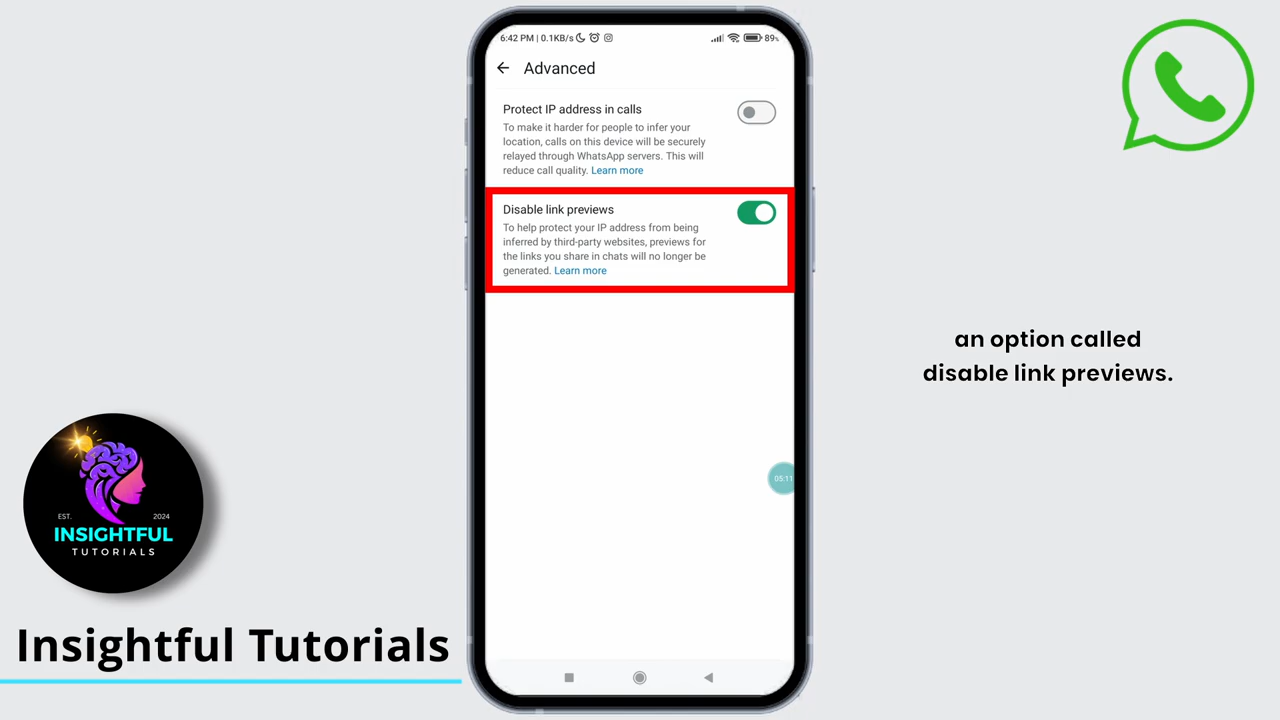 6:42 PM | 0.1KB/s
89%
Advanced
Protect IP address in calls
To make it harder for people to infer your
location, calls on this device will be securely
relayed through WhatsApp servers. This will
reduce call quality. Learn more
Disable link previews
To help protect your IP address from being
inferred by third-party websites, previews for
the links you share in chats will no longer be
generated. Learn more
an option called
disable link previews.
05:11
EST. 2024
INSIGHTFUL
TUTORIALS
Insightful Tutorials